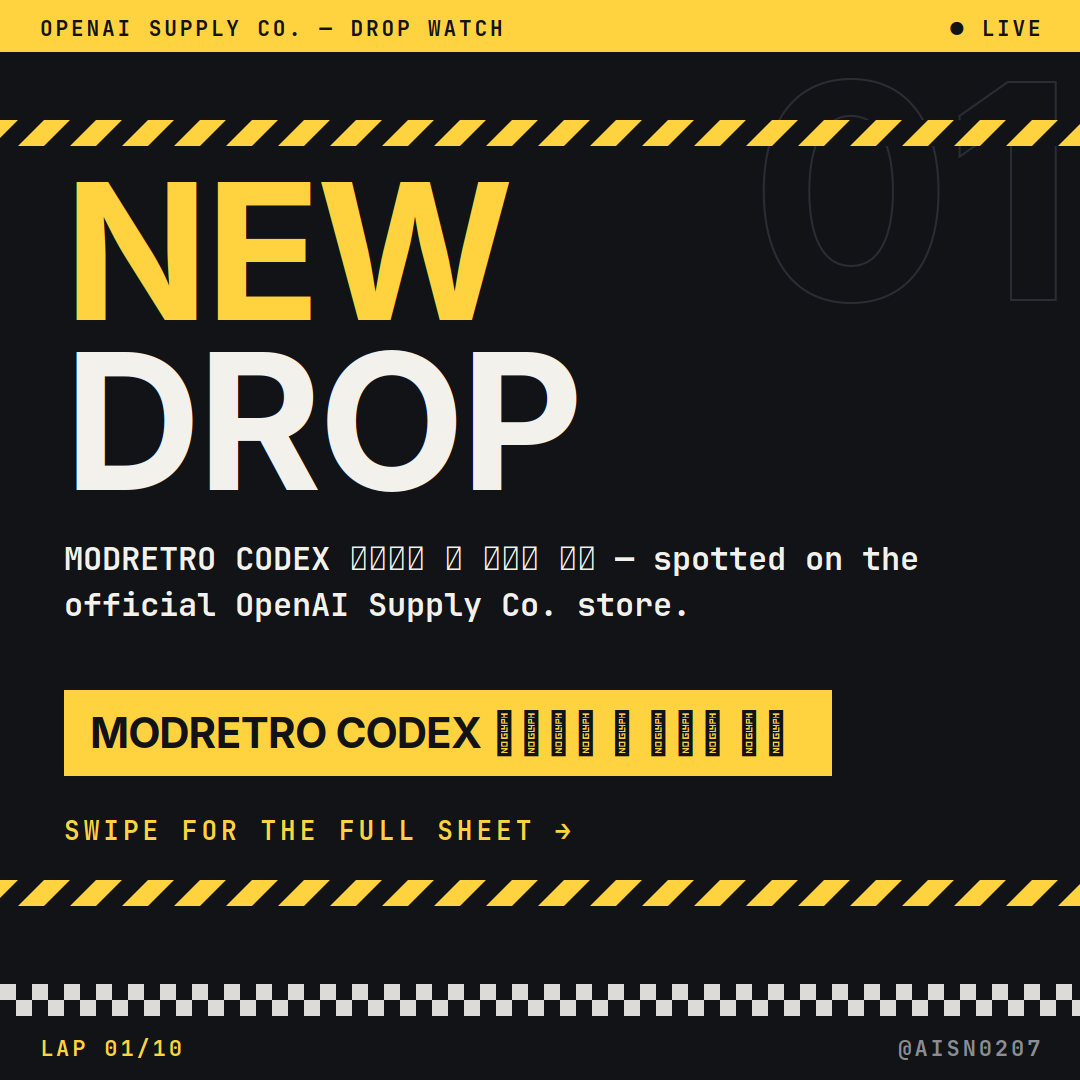 OPENAI SUPPLY CO. — DROP WATCH
● LIVE
01
NEW
DROP
MODRETRO CODEX — spotted on the
official OpenAI Supply Co. store.
MODRETRO CODEX
SWIPE FOR THE FULL SHEET →
LAP 01/10
@AISN0207